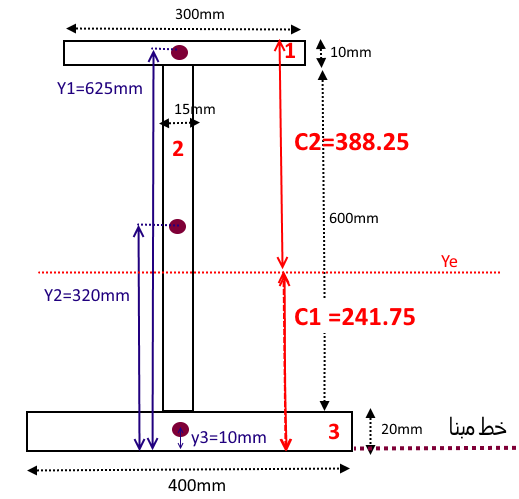 300mm
1
10mm
Y1=625mm
15mm
2
C2=388.25
600mm
Ye
Y2=320mm
C1 =241.75
3
20mm
خط مبنا
y3=10mm
400mm